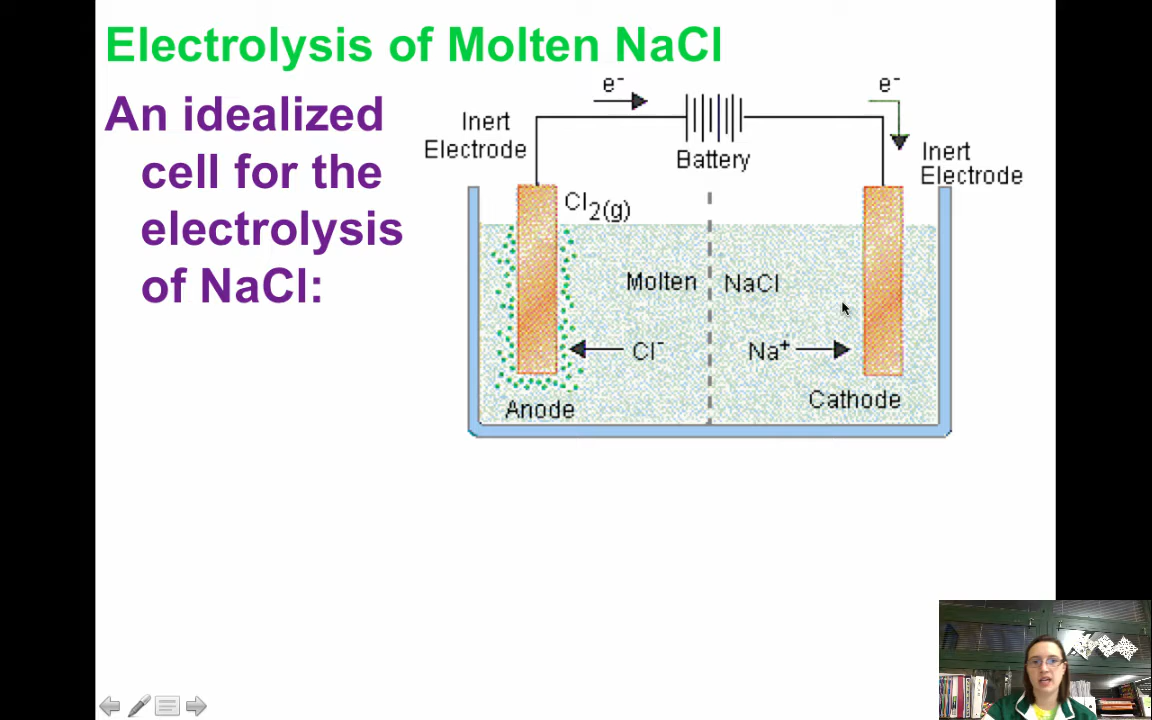 Electrolysis of Molten NaCl
An idealized
cell for the
electrolysis
of NaCl:
e⁻
e⁻
Inert
Electrode
Battery
Inert
Electrode
Cl₂(g)
Molten
NaCl
Cl⁻
Na⁺
Anode
Cathode